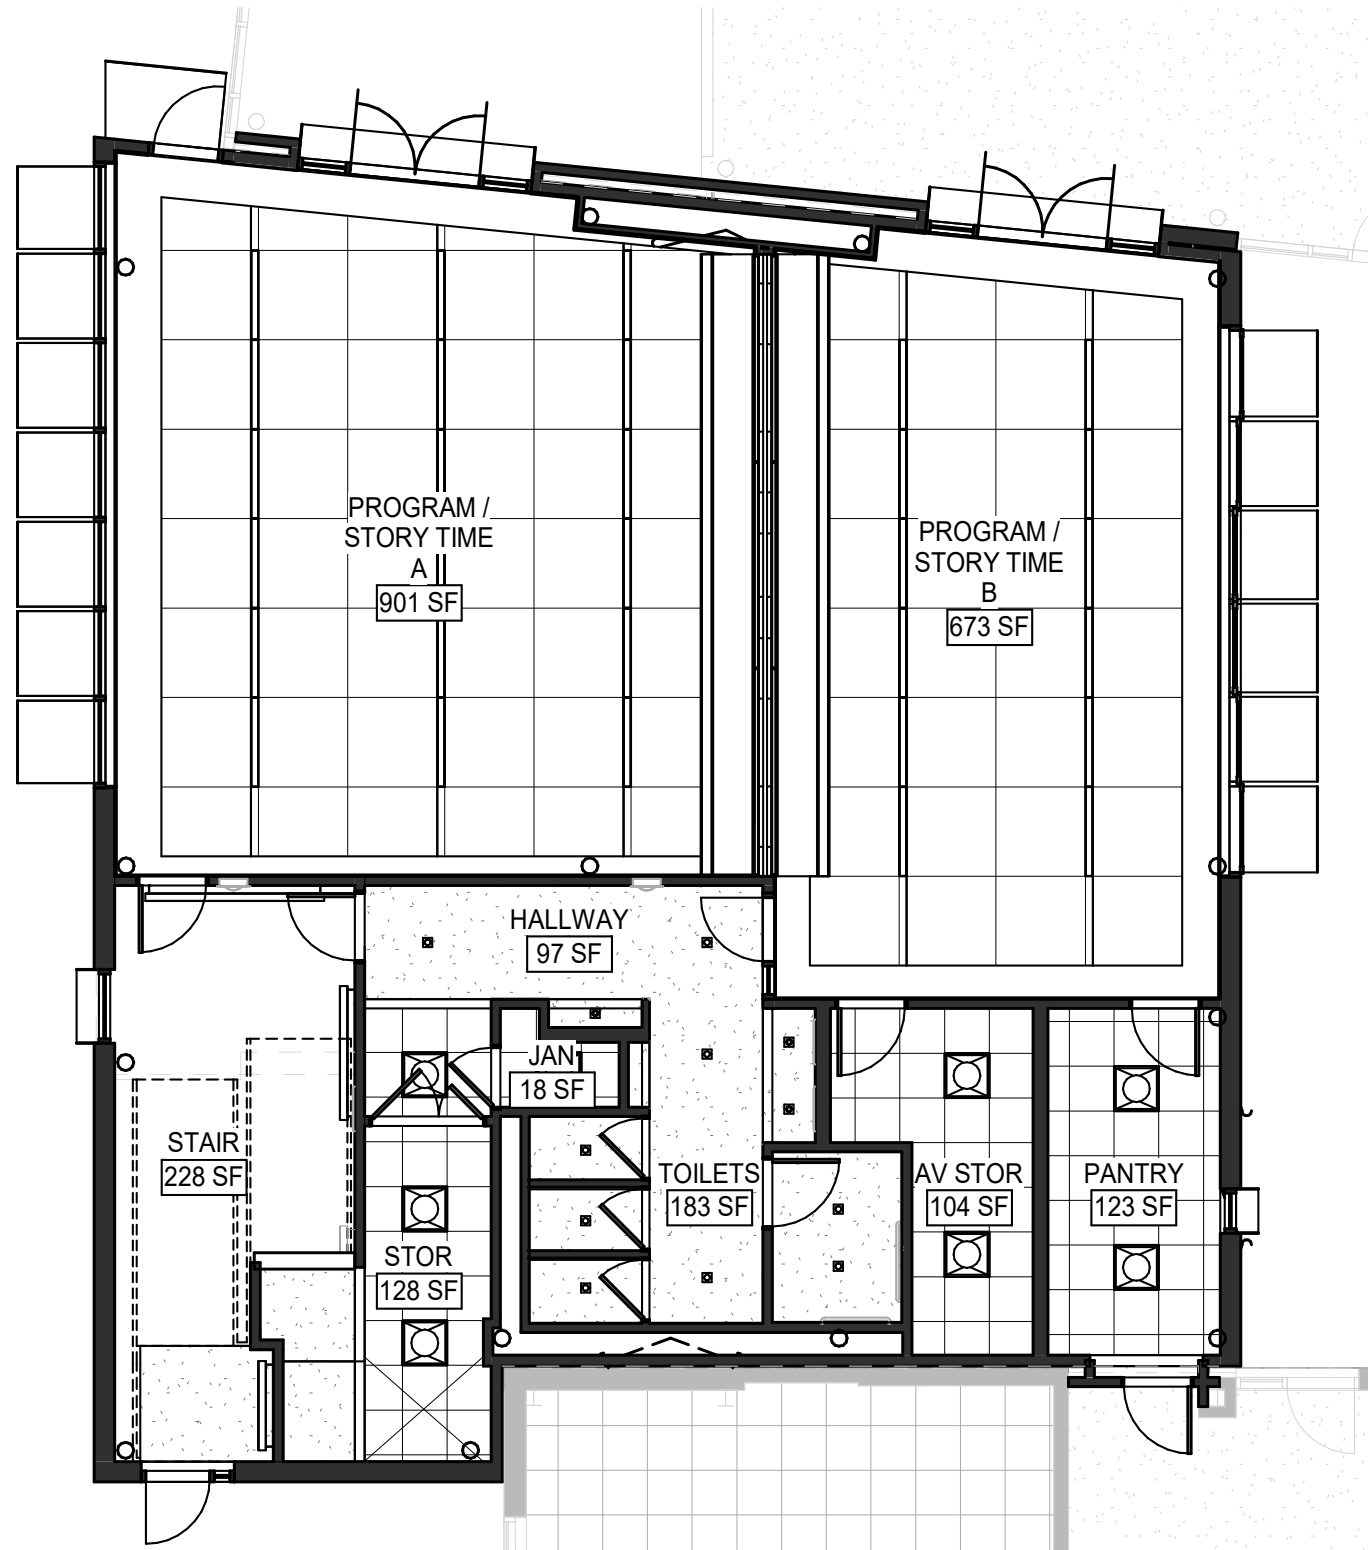 PROGRAM /
STORY TIME
A
901 SF
PROGRAM /
STORY TIME
B
673 SF
HALLWAY
97 SF
JAN
18 SF
STAIR
228 SF
TOILETS
183 SF
AV STOR
104 SF
PANTRY
123 SF
STOR
128 SF